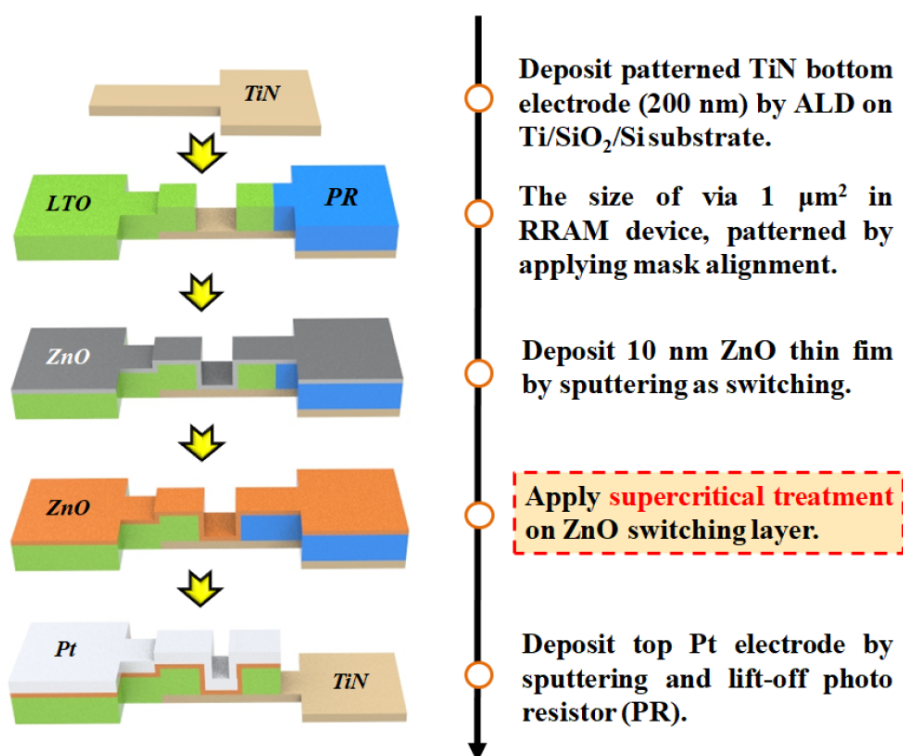 TiN
Deposit patterned TiN bottom
electrode (200 nm) by ALD on
Ti/SiO₂/Si substrate.
LTO
PR
The size of via 1 μm² in
RRAM device, patterned by
applying mask alignment.
ZnO
Deposit 10 nm ZnO thin fim
by sputtering as switching.
ZnO
Apply supercritical treatment
on ZnO switching layer.
Pt
TiN
Deposit top Pt electrode by
sputtering and lift-off photo
resistor (PR).